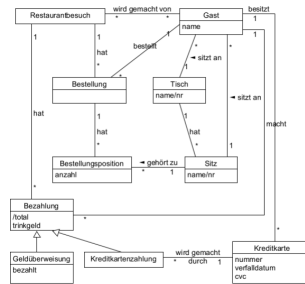 Restaurantbesuch
wird gemacht von
*
*
Gast
name
besitzt
1
1
1
*
1
*
1
hat
bestellt
◄ sitzt an
*
*
1
Bestellung
Tisch
name/nr
◄ sitzt an
1
1
hat
hat
hat
macht
*
*
1
Bestellungsposition
anzahl
◄ gehört zu
*
1
Sitz
name/nr
*
Bezahlung
/total
trinkgeld
*
*
Geldüberweisung
bezahlt
Kreditkartenzahlung
wird gemacht
*
durch
1
Kreditkarte
nummer
verfalldatum
cvc